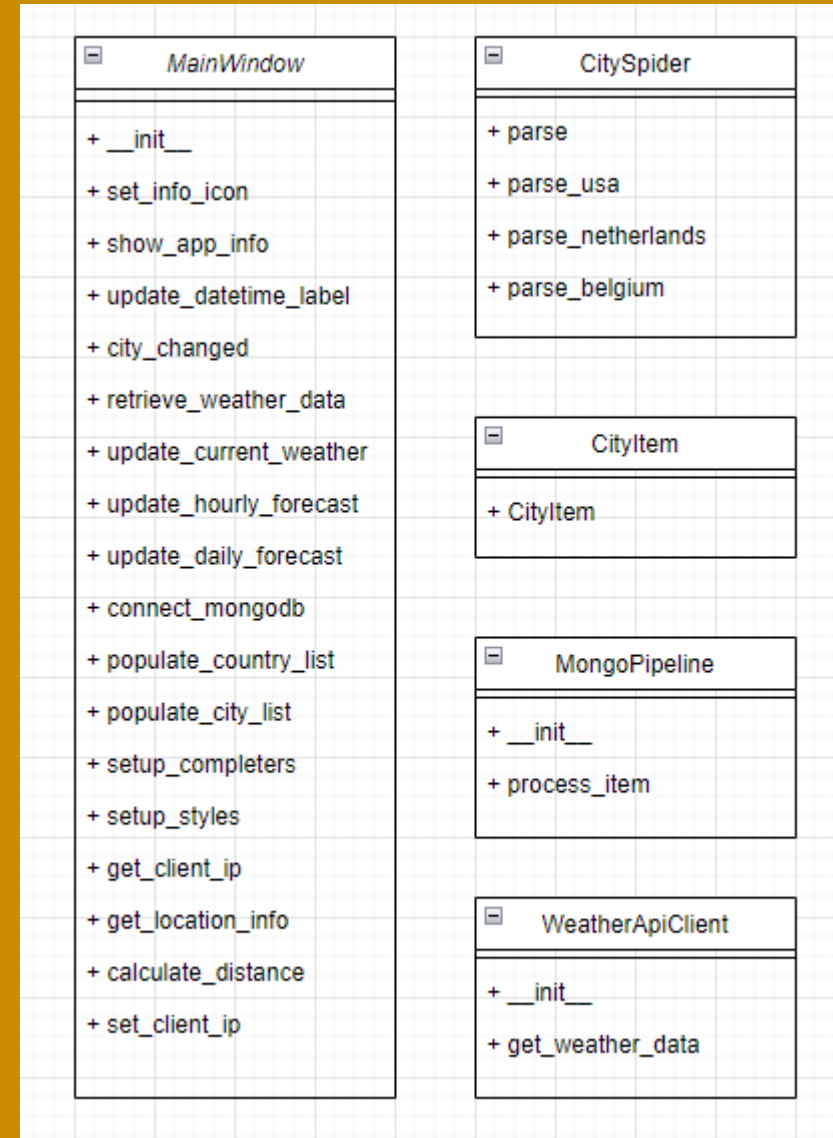 MainWindow
+ __init__
+ set_info_icon
+ show_app_info
+ update_datetime_label
+ city_changed
+ retrieve_weather_data
+ update_current_weather
+ update_hourly_forecast
+ update_daily_forecast
+ connect_mongodb
+ populate_country_list
+ populate_city_list
+ setup_completers
+ setup_styles
+ get_client_ip
+ get_location_info
+ calculate_distance
+ set_client_ip
CitySpider
+ parse
+ parse_usa
+ parse_netherlands
+ parse_belgium
CityItem
+ CityItem
MongoPipeline
+ __init__
+ process_item
WeatherApiClient
+ __init__
+ get_weather_data